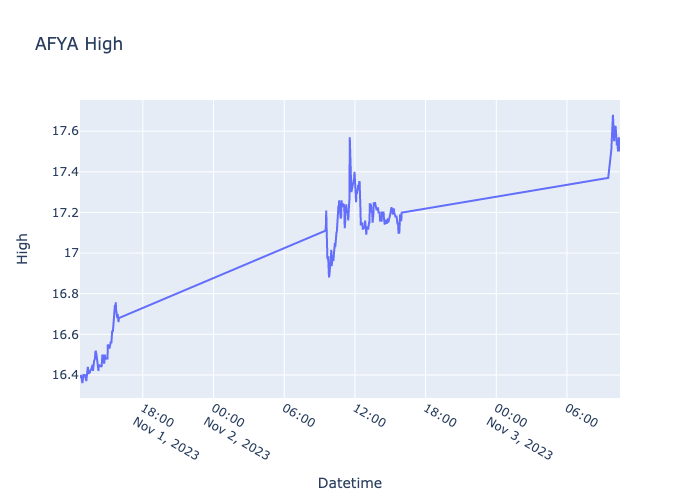 AFYA High
17.6
17.4
17.2
17
16.8
16.6
16.4
High
18:00
Nov 1, 2023
00:00
Nov 2, 2023
06:00
12:00
18:00
00:00
Nov 3, 2023
06:00
Datetime